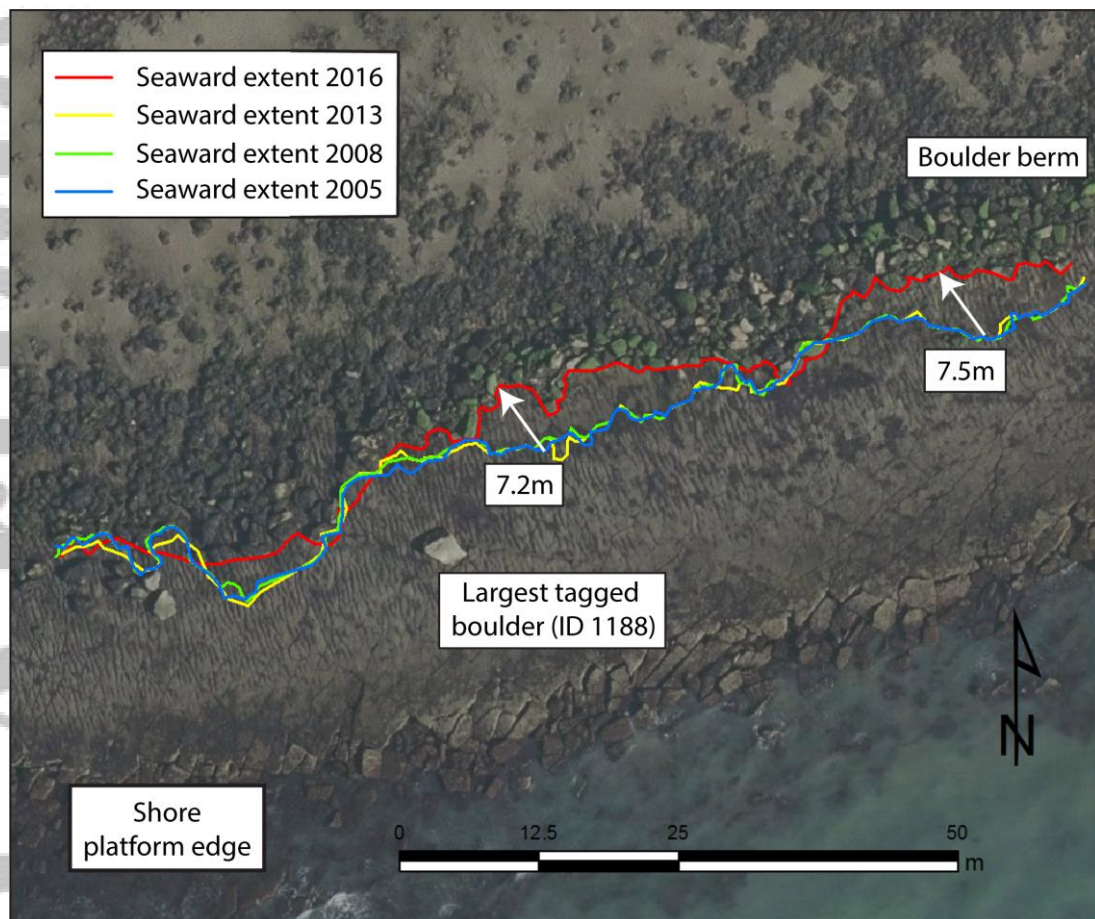 Seaward extent 2016
Seaward extent 2013
Seaward extent 2008
Seaward extent 2005
Boulder berm
7.5m
7.2m
Largest tagged
boulder (ID 1188)
N
Shore
platform edge
0 12.5 25 50
m